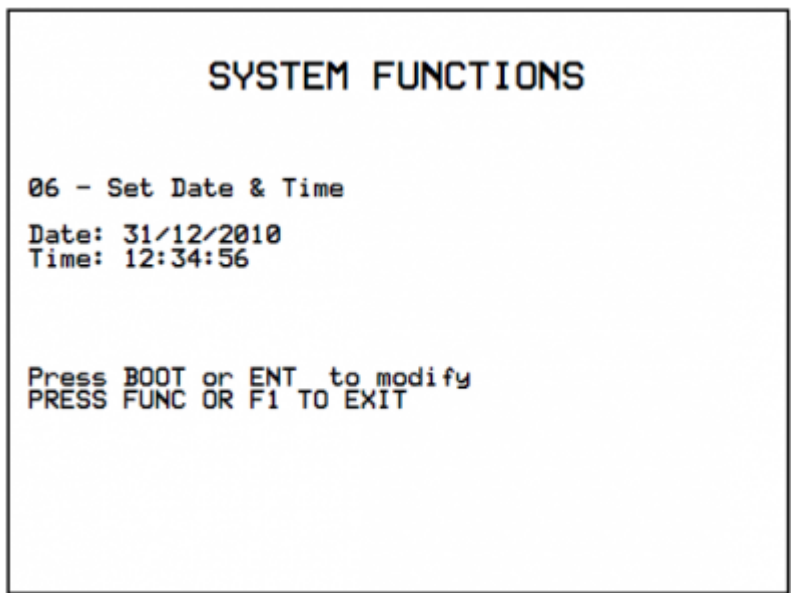 SYSTEM FUNCTIONS
06 - Set Date & Time
Date: 31/12/2010
Time: 12:34:56
Press BOOT or ENT  to modify
PRESS FUNC OR F1 TO EXIT